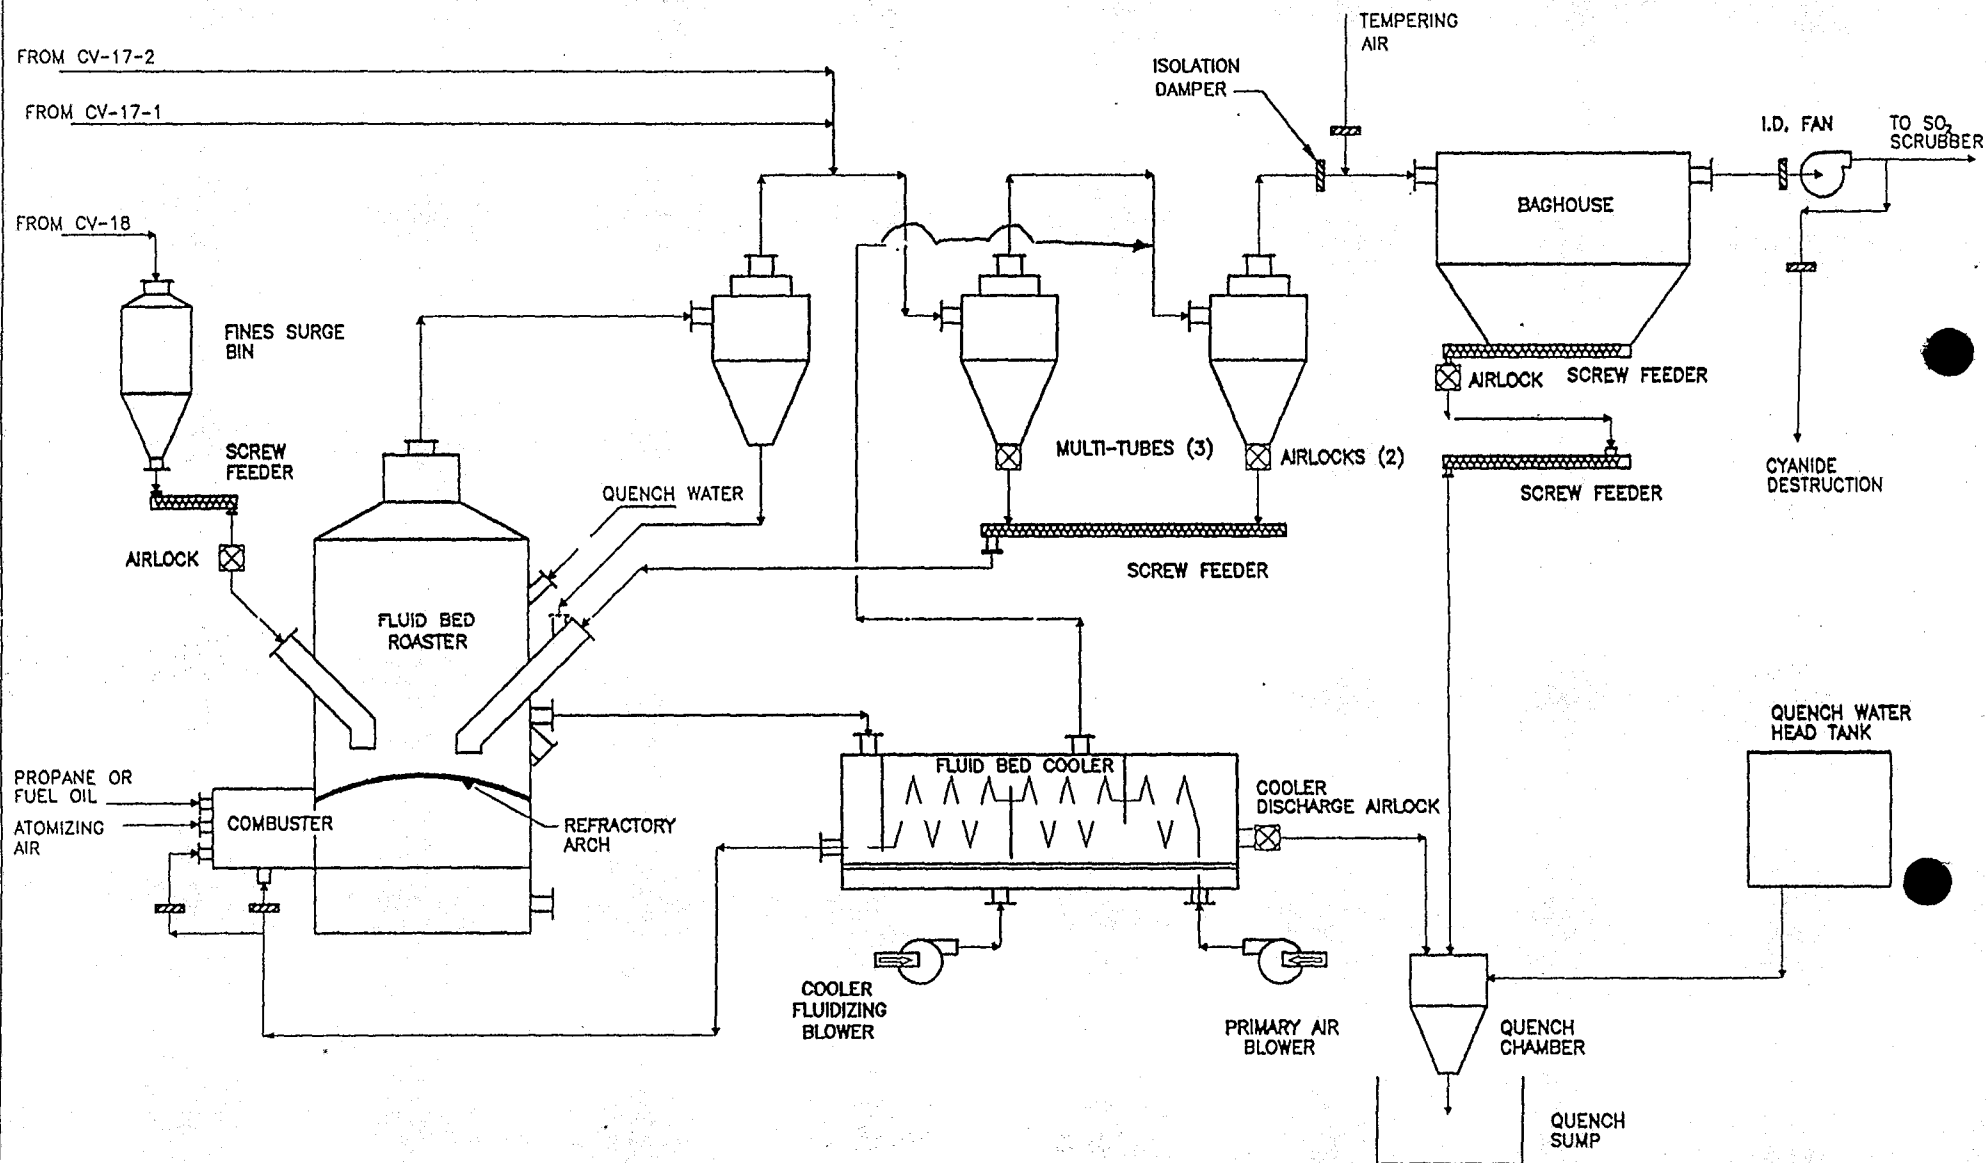 TEMPERING
AIR
FROM CV-17-2
ISOLATION
DAMPER
FROM CV-17-1
I.D. FAN
TO SO2
SCRUBBER
BAGHOUSE
FROM CV-18
FINES SURGE
BIN
AIRLOCK
SCREW FEEDER
SCREW
FEEDER
MULTI-TUBES (3)
AIRLOCKS (2)
CYANIDE
DESTRUCTION
QUENCH WATER
SCREW FEEDER
AIRLOCK
SCREW FEEDER
FLUID BED
ROASTER
QUENCH WATER
HEAD TANK
PROPANE OR
FUEL OIL
FLUID BED COOLER
COOLER
DISCHARGE AIRLOCK
ATOMIZING
AIR
COMBUSTER
REFRACTORY
ARCH
COOLER
FLUIDIZING
BLOWER
PRIMARY AIR
BLOWER
QUENCH
CHAMBER
QUENCH
SUMP